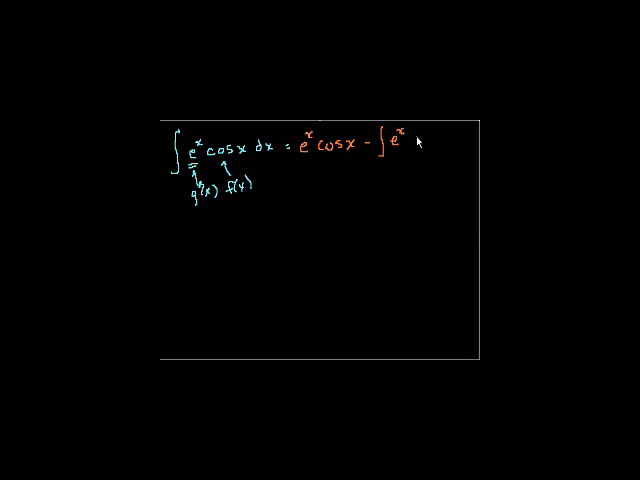 ∫ e^x cos x dx = e^x cos x - ∫ e^x
g'(x) f(x)